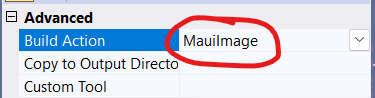 Advanced
Build Action MauiImage
Copy to Output Directo
Custom Tool